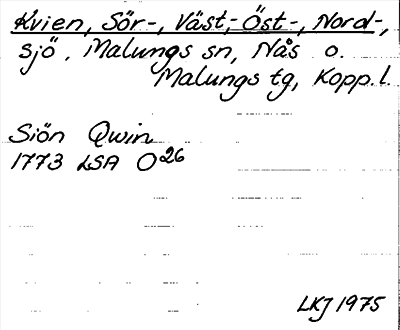 Kvien, Sör-, Väst-, Öst-, Nord-,
sjö, Malungs sn, Nås o.
Malungs tg, Kopp. l.
Siön Qwin
1773 LSA O26
LKJ 1975